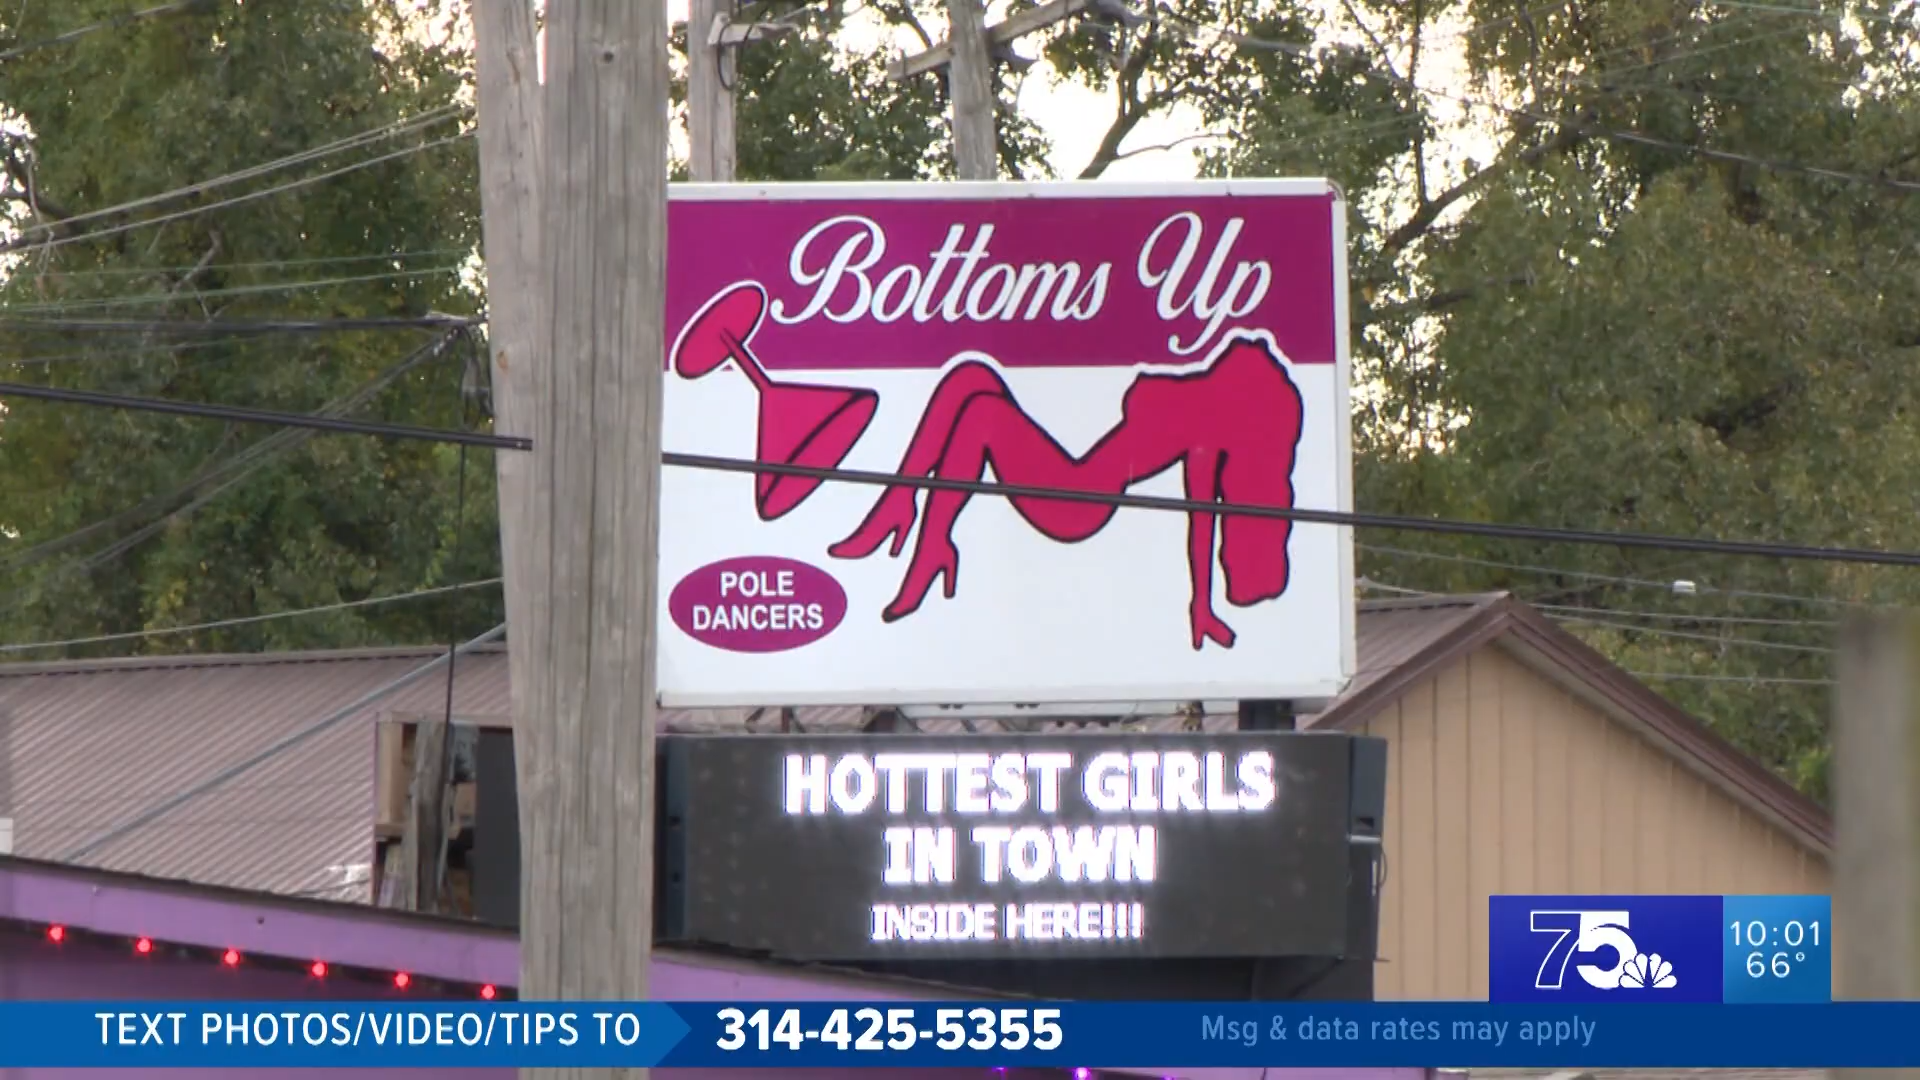 Bottoms Up
POLE
DANCERS
HOTTEST GIRLS
IN TOWN
INSIDE HERE!!!
75
10:01
66°
TEXT PHOTOS/VIDEO/TIPS TO 314-425-5355 Msg & data rates may apply